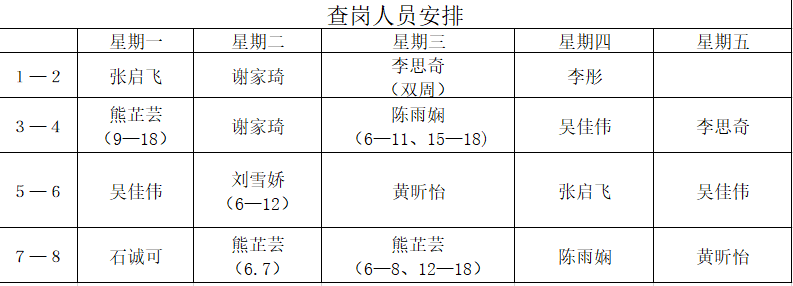 查岗人员安排
星期一 星期二 星期三 星期四 星期五
1—2 张启飞 谢家琦 李思奇（双周） 李彤
3—4 熊芷芸（9—18） 谢家琦 陈雨娴（6—11、15—18） 吴佳伟 李思奇
5—6 吴佳伟 刘雪娇（6—12） 黄昕怡 张启飞 吴佳伟
7—8 石诚可 熊芷芸（6.7） 熊芷芸（6—8、12—18） 陈雨娴 黄昕怡